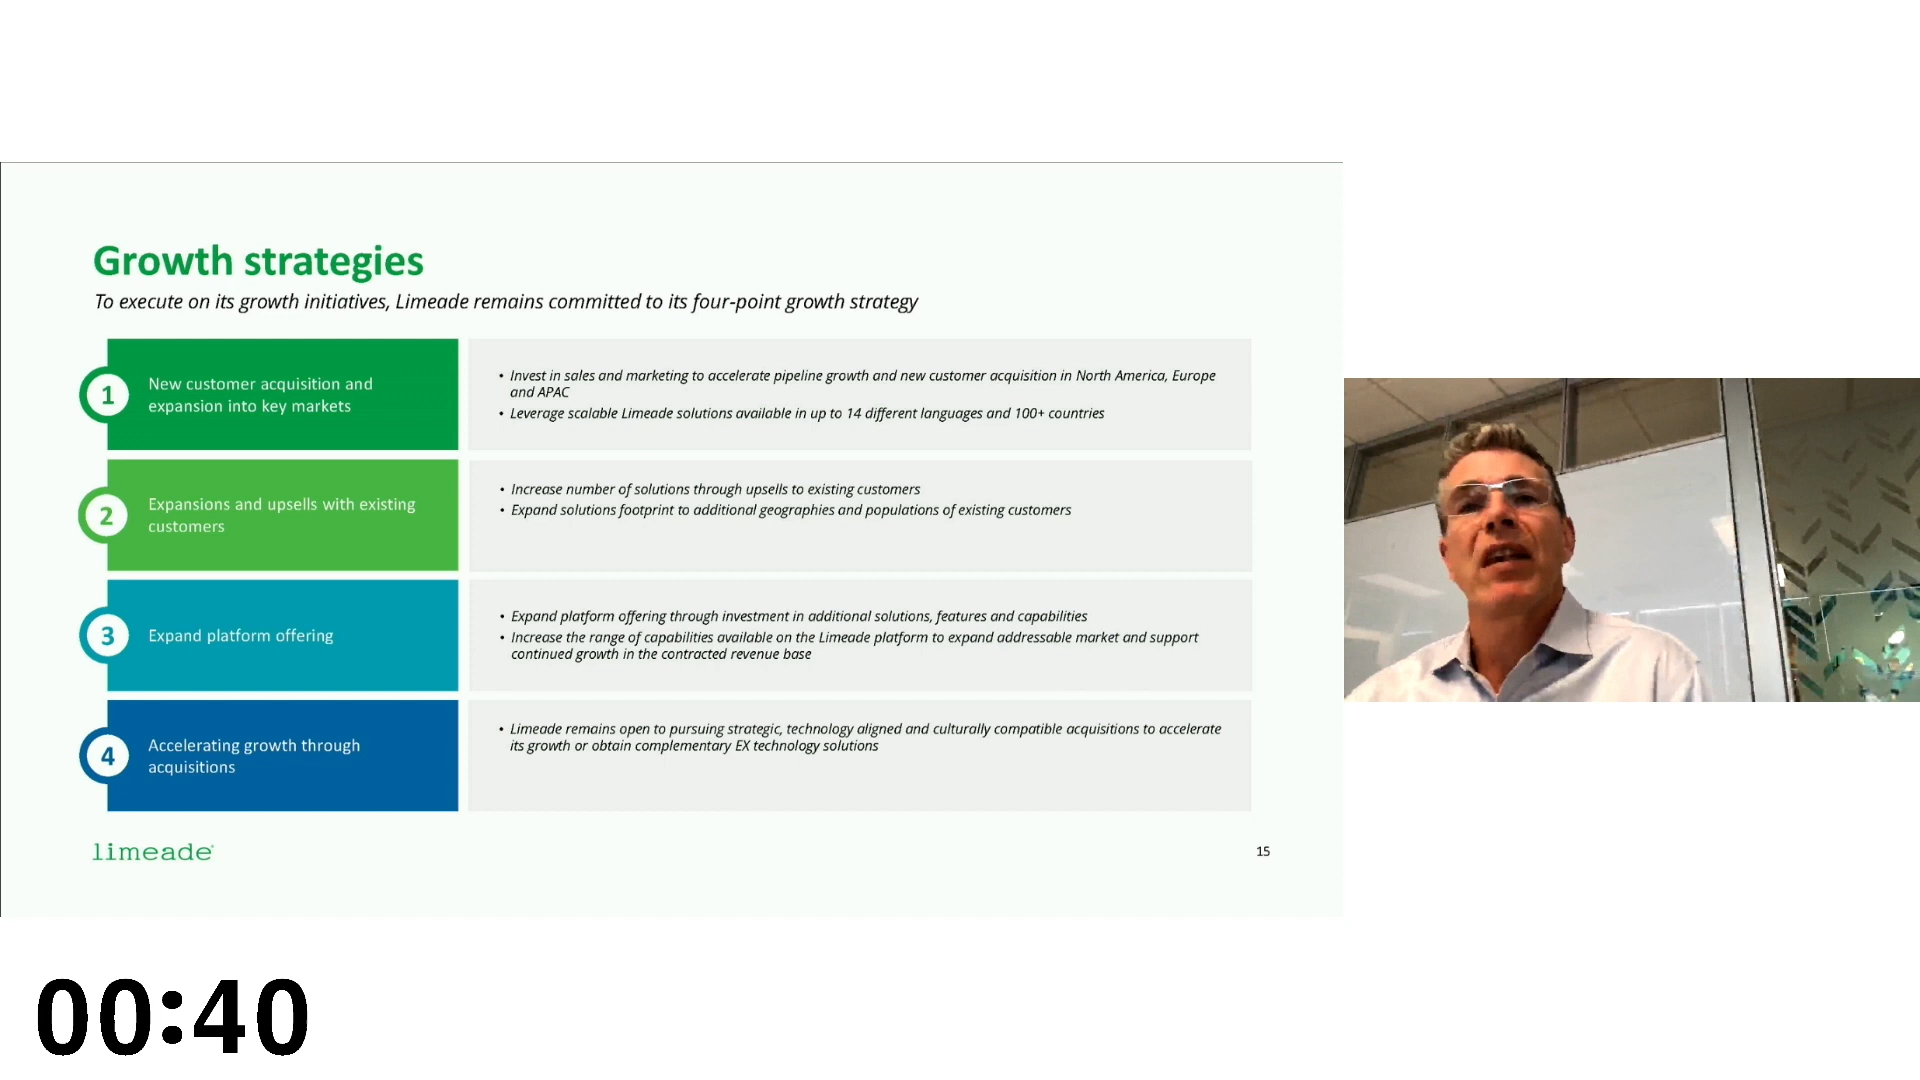 Growth strategies
To execute on its growth initiatives, Limeade remains committed to its four-point growth strategy
1
New customer acquisition and
expansion into key markets
• Invest in sales and marketing to accelerate pipeline growth and new customer acquisition in North America, Europe
and APAC
• Leverage scalable Limeade solutions available in up to 14 different languages and 100+ countries
2
Expansions and upsells with existing
customers
• Increase number of solutions through upsells to existing customers
• Expand solutions footprint to additional geographies and populations of existing customers
3
Expand platform offering
• Expand platform offering through investment in additional solutions, features and capabilities
• Increase the range of capabilities available on the Limeade platform to expand addressable market and support
continued growth in the contracted revenue base
4
Accelerating growth through
acquisitions
• Limeade remains open to pursuing strategic, technology aligned and culturally compatible acquisitions to accelerate
its growth or obtain complementary EX technology solutions
limeade
15
00:40